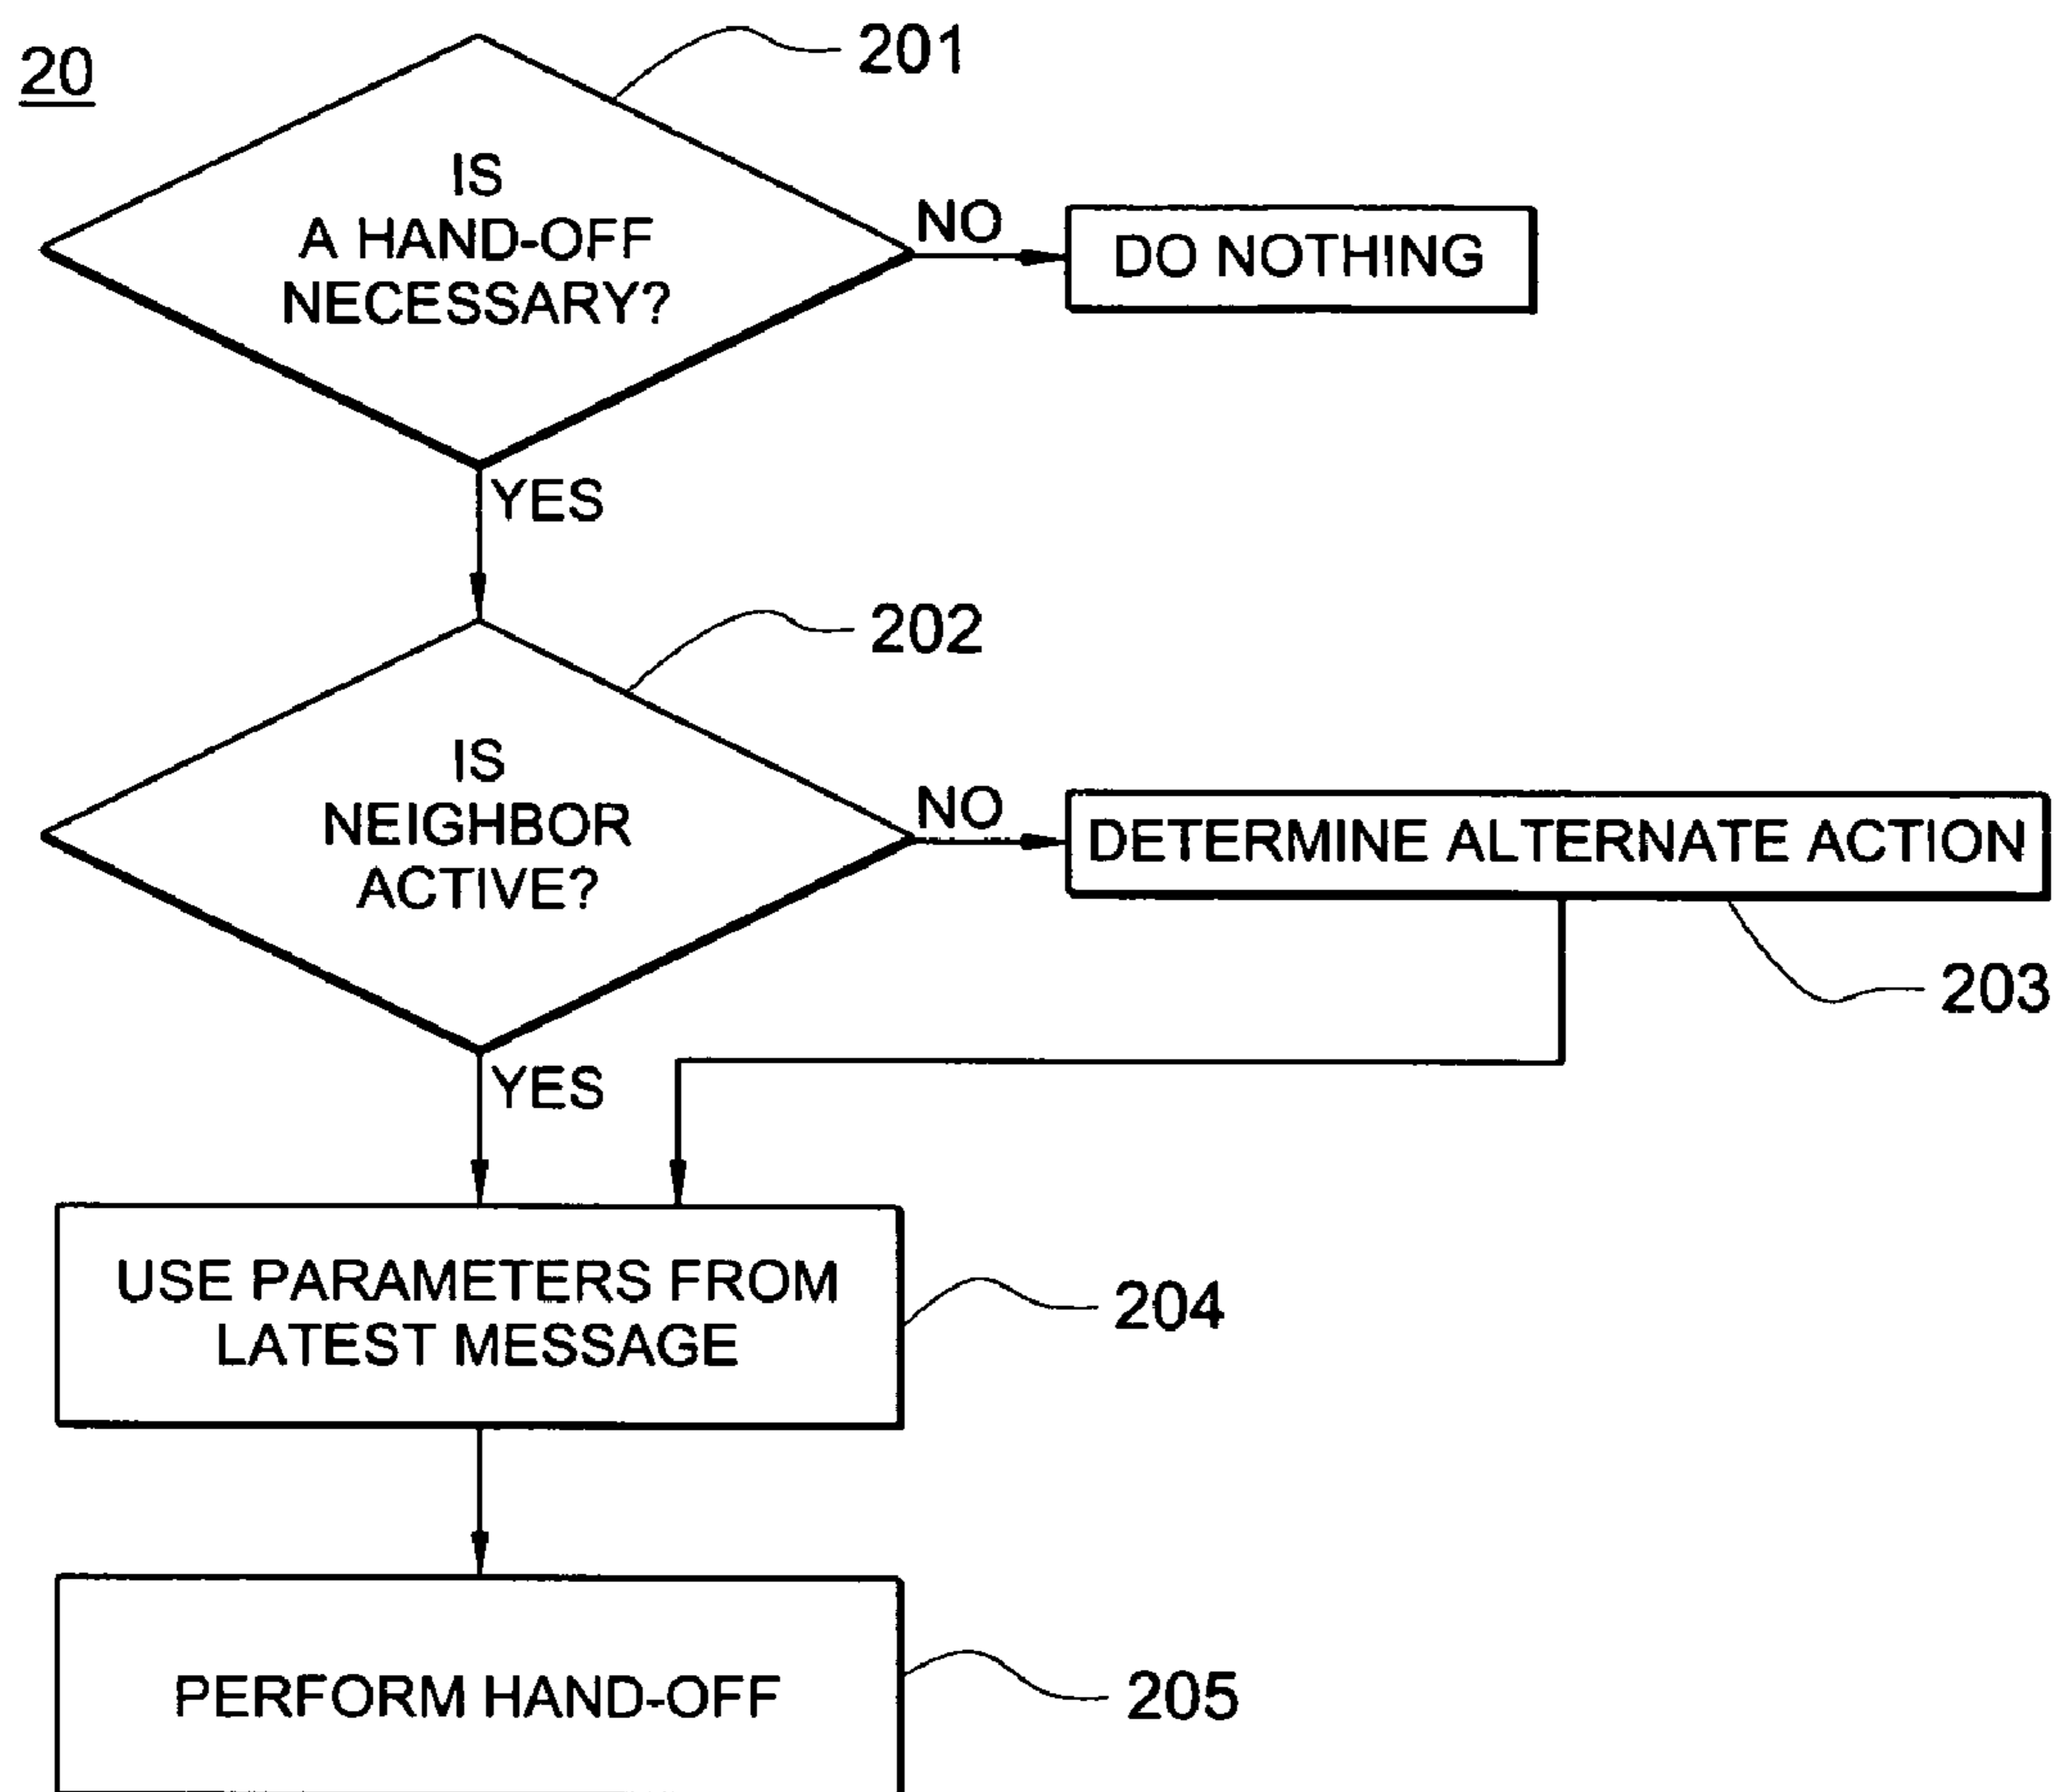 20
201
IS
A HAND-OFF
NECESSARY?
NO
DO NOTHING
YES
202
IS
NEIGHBOR
ACTIVE?
NO
DETERMINE ALTERNATE ACTION
203
YES
USE PARAMETERS FROM
LATEST MESSAGE
204
PERFORM HAND-OFF
205